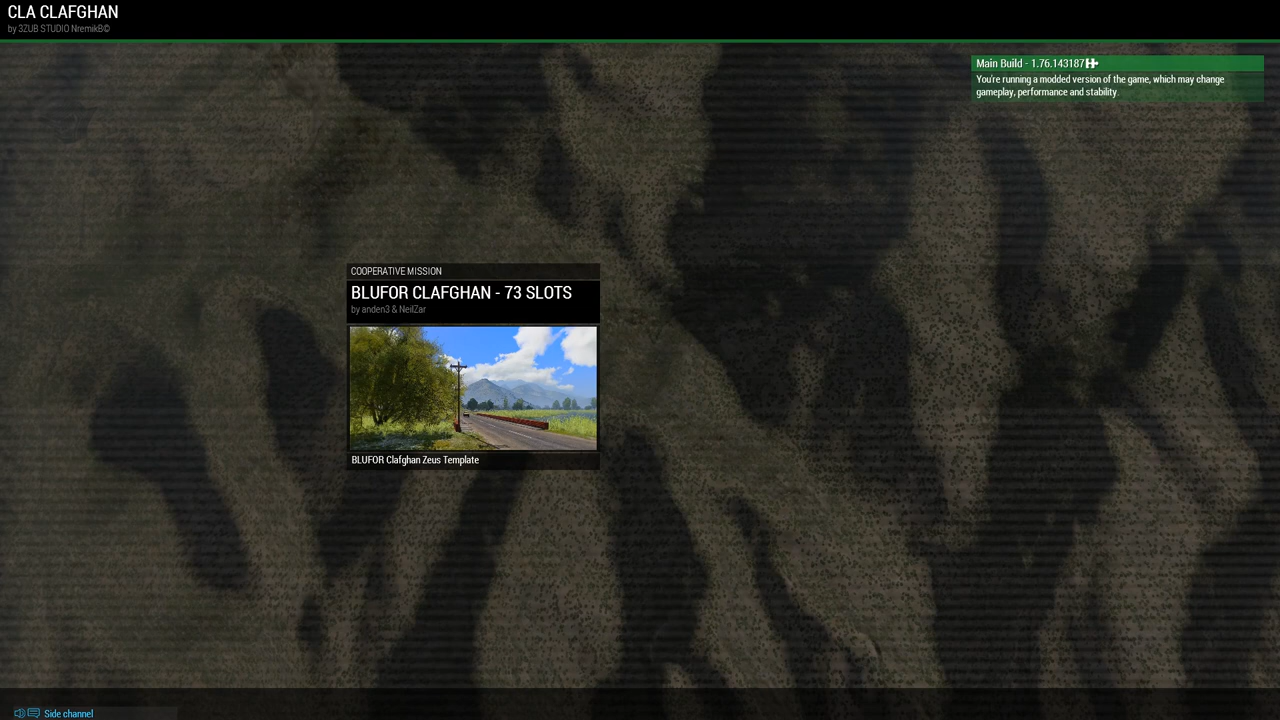 CLA CLAFGHAN
by 3ZUB STUDIO NremikB©
Main Build - 1.76.143187
You're running a modded version of the game, which may change
gameplay, performance and stability.
COOPERATIVE MISSION
BLUFOR CLAFGHAN - 73 SLOTS
by anden3 & NeilZar
BLUFOR Clafghan Zeus Template
Side channel